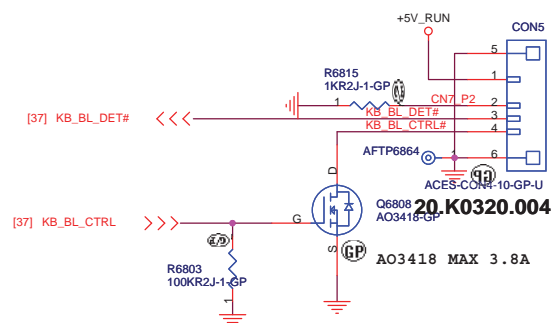 +5V_RUN
CON5
5
R6815
1KR2J-1-GP
1
1
2
CN7_P2
2
[37] KB_BL_DET#
KB_BL_DET#
3
KB_BL_CTRL#
4
AFTP6864
1
6
GP
ACES-CON4-10-GP-U
20.K0320.004
D
Q6808
AO3418-GP
[37] KB_BL_CTRL
G
S
GP
AO3418 MAX 3.8A
R6803
100KR2J-1-GP
1